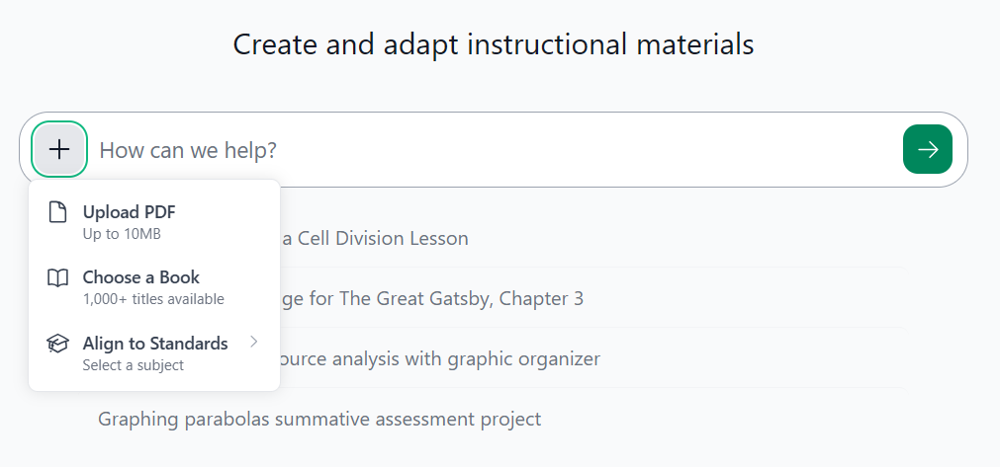 Create and adapt instructional materials
How can we help?
Upload PDF
Up to 10MB
Choose a Book
1,000+ titles available
Align to Standards
Select a subject
a Cell Division Lesson
for The Great Gatsby, Chapter 3
analysis with graphic organizer
Graphing parabolas summative assessment project